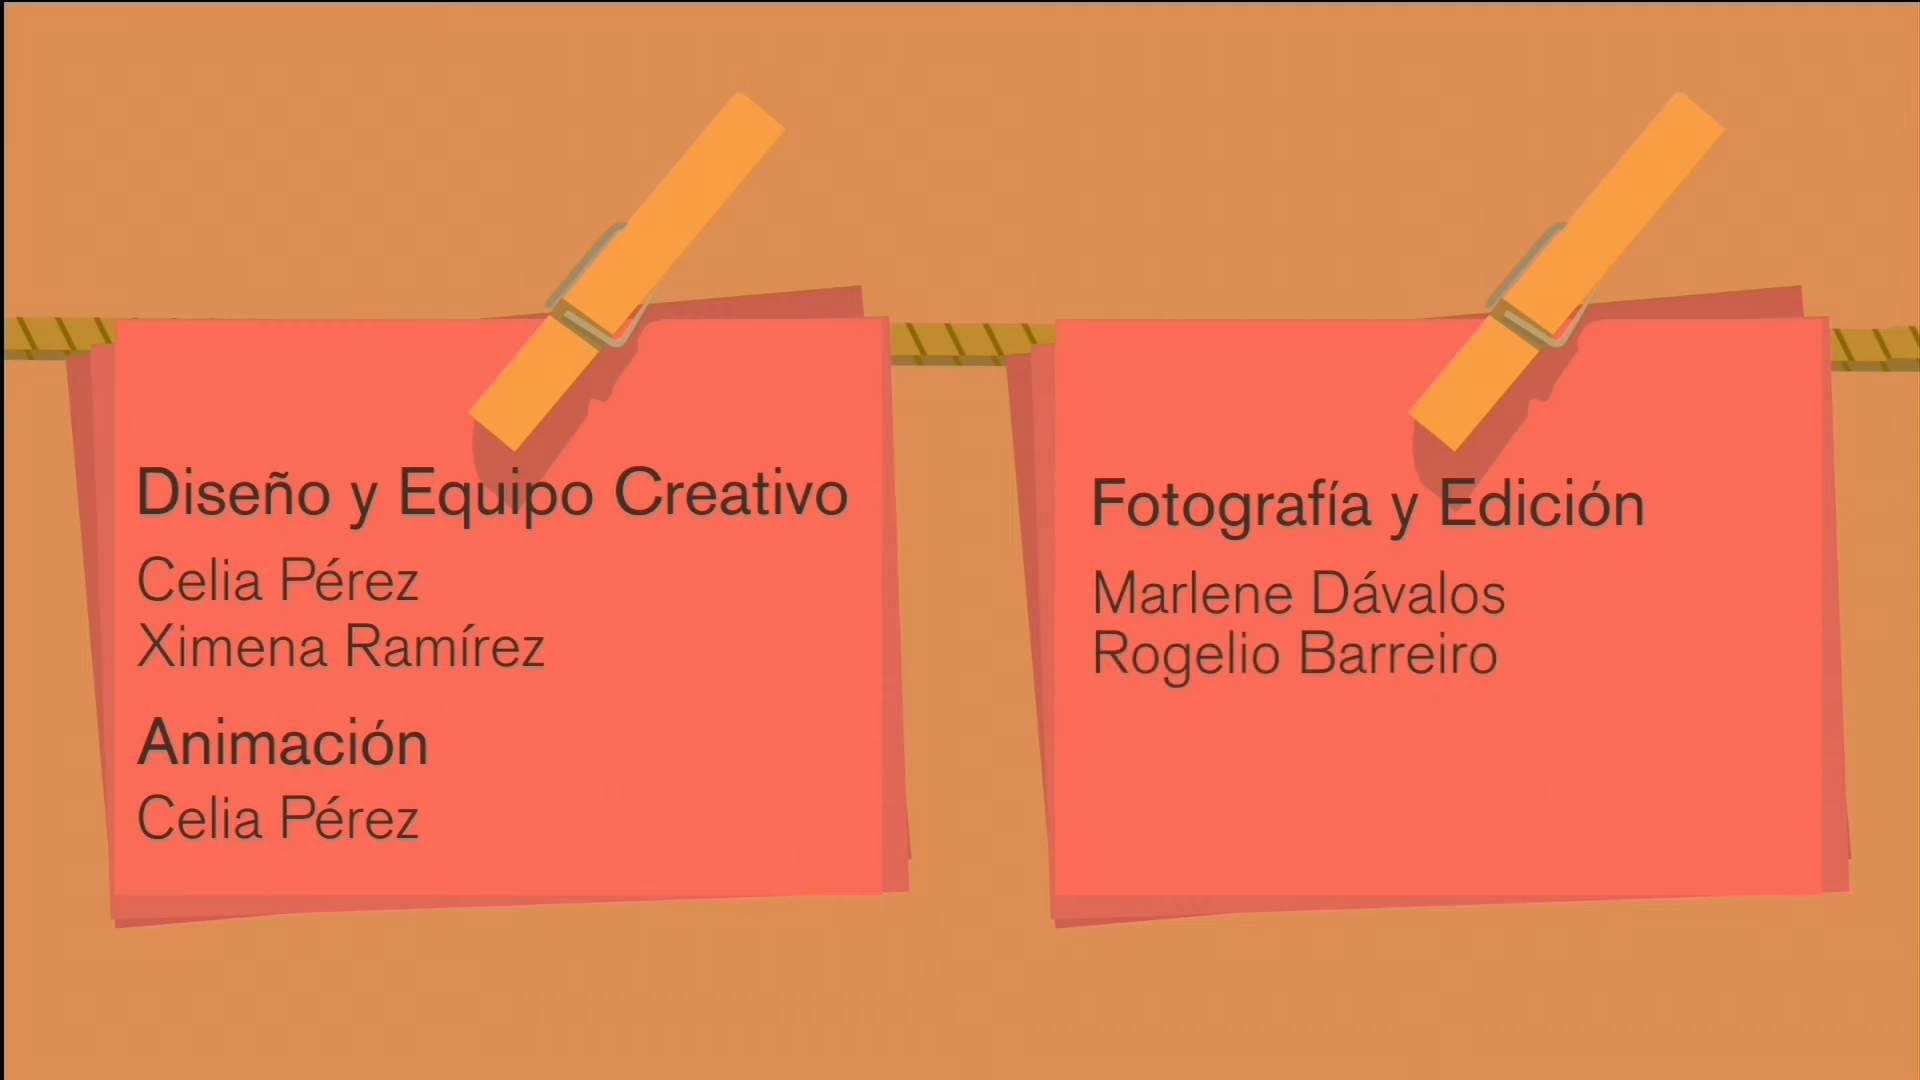 Diseño y Equipo Creativo
Celia Pérez
Ximena Ramírez
Animación
Celia Pérez
Fotografía y Edición
Marlene Dávalos
Rogelio Barreiro